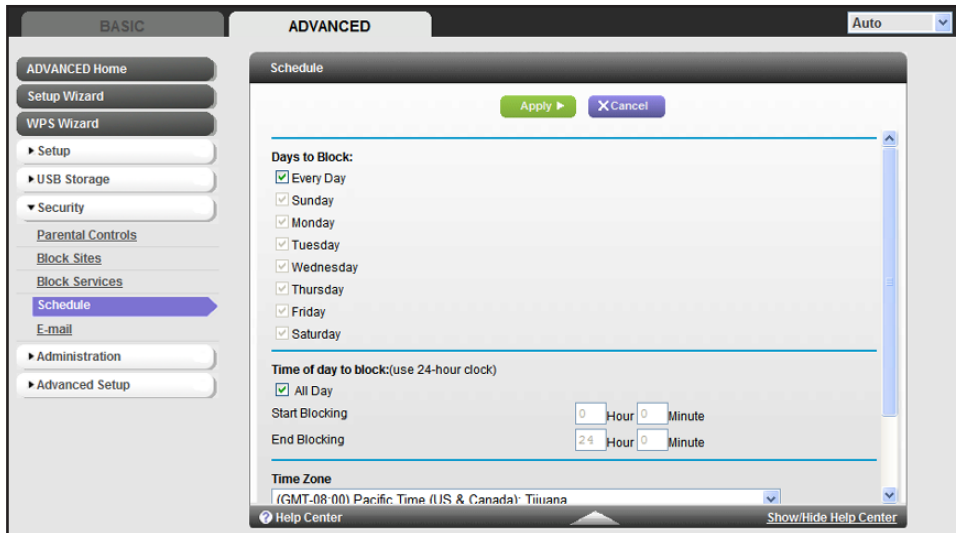 BASIC
ADVANCED
Auto
ADVANCED Home
Setup Wizard
WPS Wizard
Setup
USB Storage
Security
Parental Controls
Block Sites
Block Services
Schedule
E-mail
Administration
Advanced Setup
Schedule
Apply
Cancel
Days to Block:
Every Day
Sunday
Monday
Tuesday
Wednesday
Thursday
Friday
Saturday
Time of day to block:(use 24-hour clock)
All Day
Start Blocking 0 Hour 0 Minute
End Blocking 24 Hour 0 Minute
Time Zone
(GMT-08:00) Pacific Time (US & Canada); Tijuana
Help Center
Show/Hide Help Center